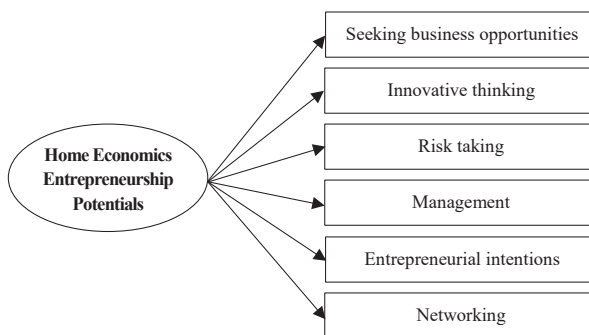 Home Economics
Entrepreneurship
Potentials
Seeking business opportunities
Innovative thinking
Risk taking
Management
Entrepreneurial intentions
Networking